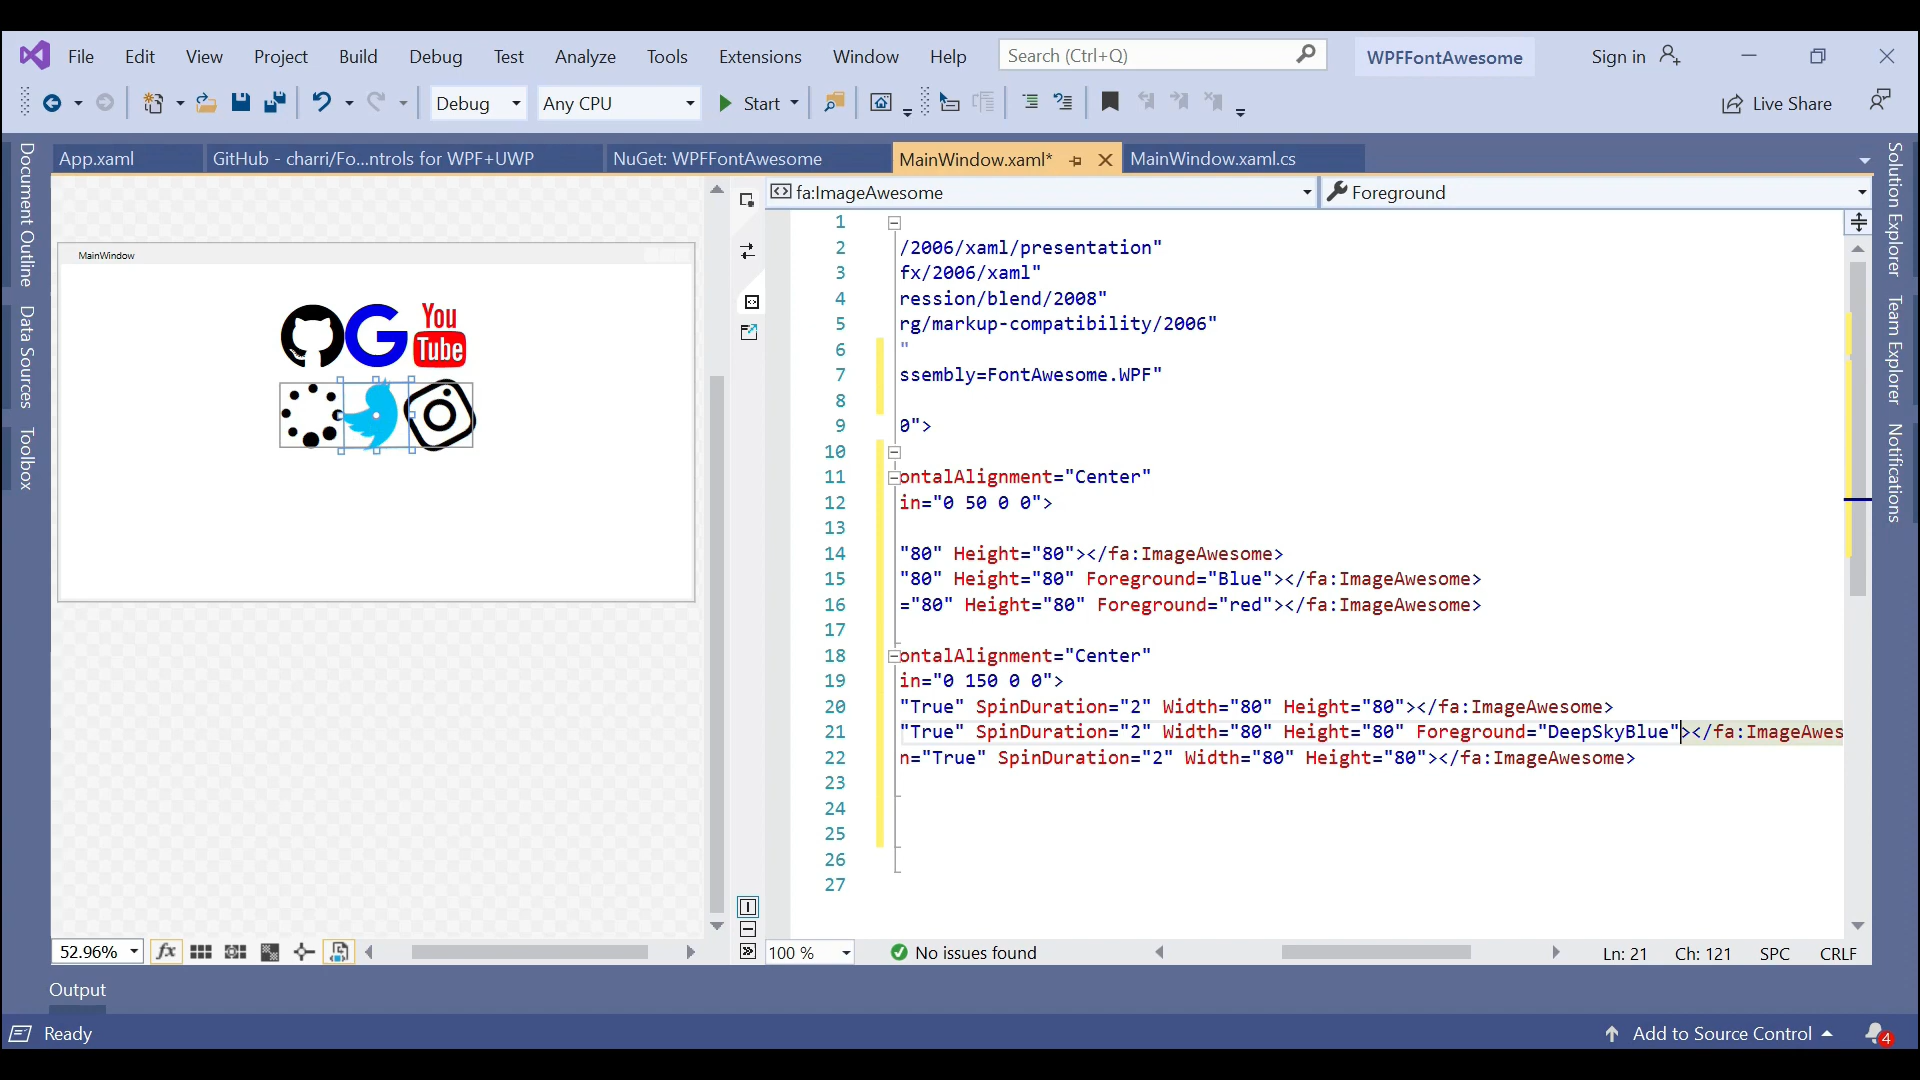 File Edit View Project Build Debug Test Analyze Tools Extensions Window Help Search (Ctrl+Q) WPFFontAwesome Sign in
Debug Any CPU Start Live Share
App.xaml GitHub - charri/Fo...ntrols for WPF+UWP NuGet: WPFFontAwesome MainWindow.xaml* MainWindow.xaml.cs
Document Outline
Data Sources
Toolbox
MainWindow
You
Tube
fa:ImageAwesome Foreground
1
2 /2006/xaml/presentation"
3 fx/2006/xaml"
4 ression/blend/2008"
5 rg/markup-compatibility/2006"
6 "
7 ssembly=FontAwesome.WPF"
8
9 0">
10
11 ontalAlignment="Center"
12 in="0 50 0 0">
13
14 "80" Height="80"></fa:ImageAwesome>
15 "80" Height="80" Foreground="Blue"></fa:ImageAwesome>
16 ="80" Height="80" Foreground="red"></fa:ImageAwesome>
17
18 ontalAlignment="Center"
19 in="0 150 0 0">
20 "True" SpinDuration="2" Width="80" Height="80"></fa:ImageAwesome>
21 "True" SpinDuration="2" Width="80" Height="80" Foreground="DeepSkyBlue"></fa:ImageAwes
22 n="True" SpinDuration="2" Width="80" Height="80"></fa:ImageAwesome>
23
24
25
26
27
Solution Explorer
Team Explorer
Notifications
52.96% fx 100 % No issues found Ln: 21 Ch: 121 SPC CRLF
Output
Ready Add to Source Control 4